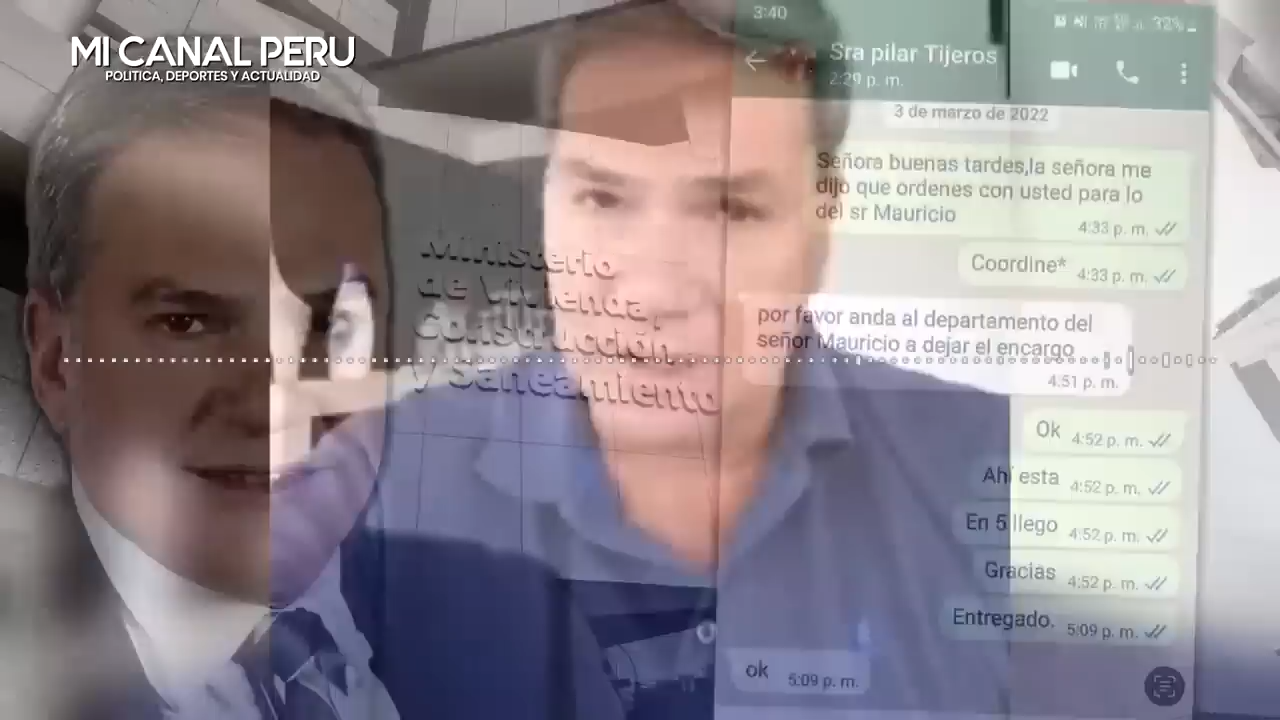 MI CANAL PERU
POLITICA, DEPORTES Y ACTUALIDAD
Ministerio
de Vivienda,
Construcción
y Saneamiento
3:40
32%
Sra pilar Tijeros
2:29 p. m.
3 de marzo de 2022
Señora buenas tardes,la señora me
dijo que ordenes con usted para lo
del sr Mauricio
4:33 p. m.
Coordine* 4:33 p. m.
por favor anda al departamento del
señor Mauricio a dejar el encargo
4:51 p. m.
Ok 4:52 p. m.
Ahí esta 4:52 p. m.
En 5 llego 4:52 p. m.
Gracias 4:52 p. m.
Entregado. 5:09 p. m.
ok 5:09 p. m.